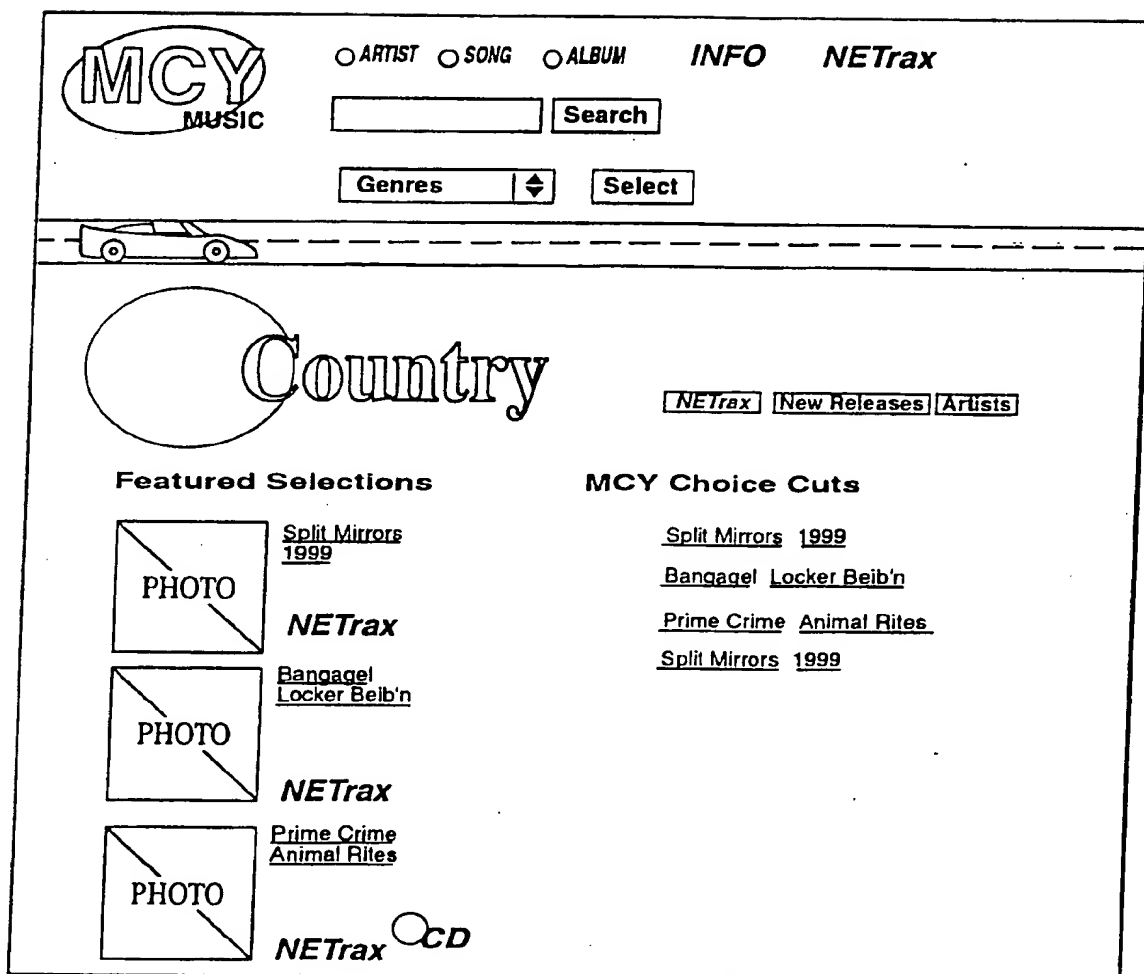 MCY
MUSIC
ARTIST SONG ALBUM INFO NETrax
Search
Genres Select
Country
NETrax New Releases Artists
Featured Selections
Split Mirrors
1999
PHOTO
NETrax
Bangagel
Locker Beib'n
PHOTO
NETrax
Prime Crime
Animal Rites
PHOTO
NETrax CD
MCY Choice Cuts
Split Mirrors 1999
Bangagel Locker Beib'n
Prime Crime Animal Rites
Split Mirrors 1999